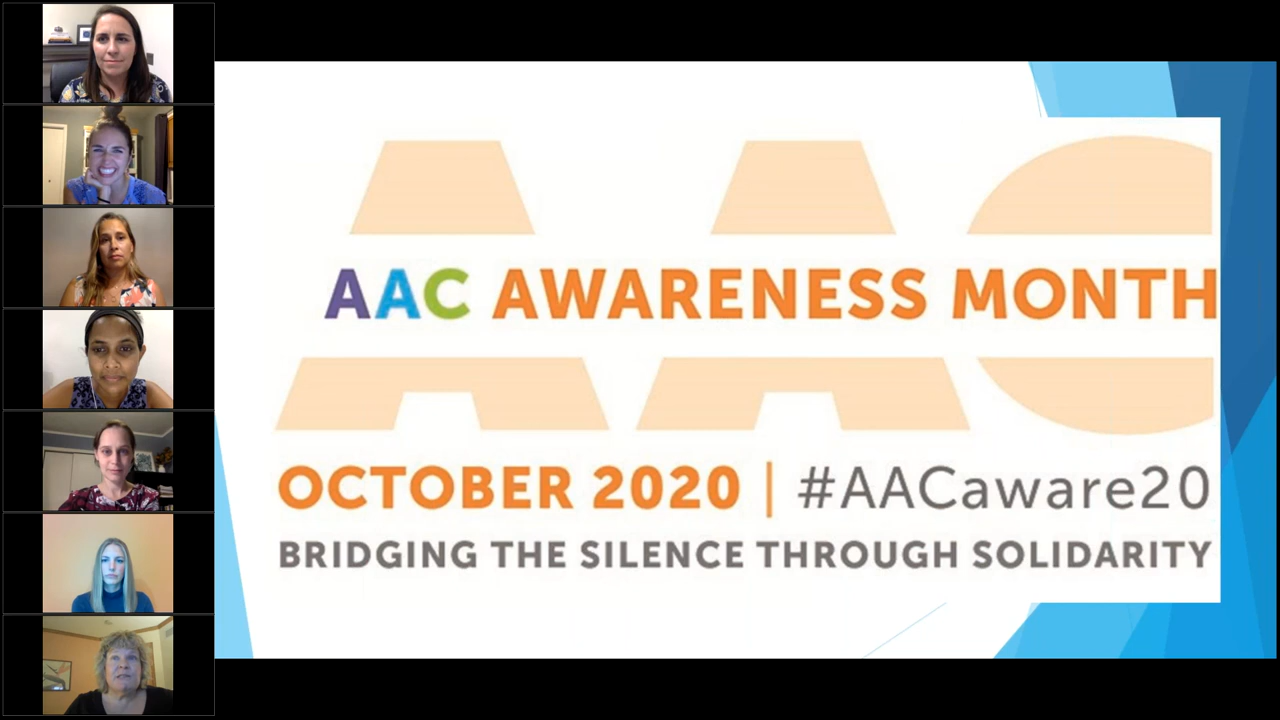 AAC AWARENESS MONTH
OCTOBER 2020 | #AACaware20
BRIDGING THE SILENCE THROUGH SOLIDARITY